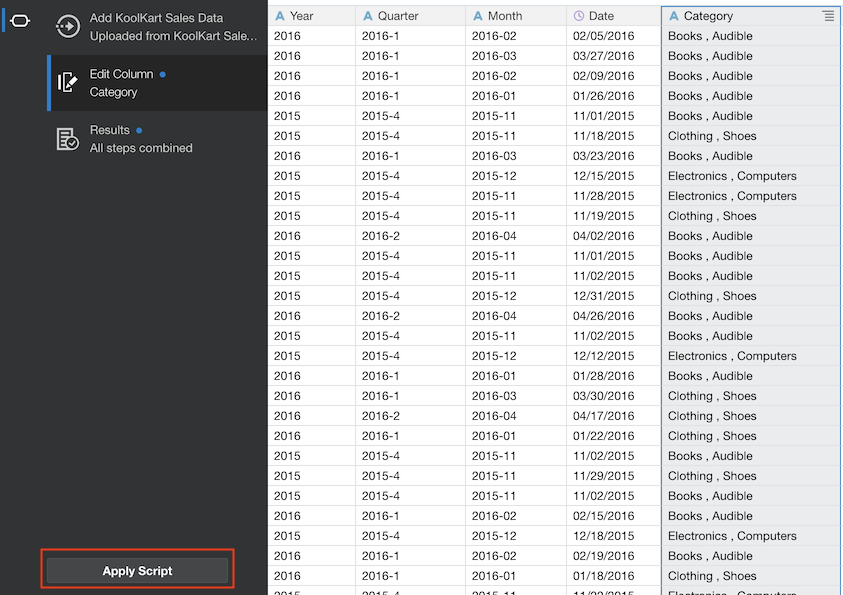 Add KoolKart Sales Data
Uploaded from KoolKart Sale...
Edit Column
Category
Results
All steps combined
Apply Script
A Year A Quarter A Month Date A Category
2016 2016-1 2016-02 02/05/2016 Books , Audible
2016 2016-1 2016-03 03/27/2016 Books , Audible
2016 2016-1 2016-02 02/09/2016 Books , Audible
2016 2016-1 2016-01 01/26/2016 Books , Audible
2015 2015-4 2015-11 11/01/2015 Books , Audible
2015 2015-4 2015-11 11/18/2015 Clothing , Shoes
2016 2016-1 2016-03 03/23/2016 Books , Audible
2015 2015-4 2015-12 12/15/2015 Electronics , Computers
2015 2015-4 2015-11 11/28/2015 Electronics , Computers
2015 2015-4 2015-11 11/19/2015 Clothing , Shoes
2016 2016-2 2016-04 04/02/2016 Books , Audible
2015 2015-4 2015-11 11/01/2015 Books , Audible
2015 2015-4 2015-11 11/02/2015 Books , Audible
2015 2015-4 2015-12 12/31/2015 Clothing , Shoes
2016 2016-2 2016-04 04/26/2016 Books , Audible
2015 2015-4 2015-11 11/02/2015 Books , Audible
2015 2015-4 2015-12 12/12/2015 Electronics , Computers
2016 2016-1 2016-01 01/28/2016 Books , Audible
2016 2016-1 2016-03 03/30/2016 Clothing , Shoes
2016 2016-2 2016-04 04/17/2016 Clothing , Shoes
2016 2016-1 2016-01 01/22/2016 Clothing , Shoes
2015 2015-4 2015-11 11/02/2015 Books , Audible
2015 2015-4 2015-11 11/29/2015 Clothing , Shoes
2015 2015-4 2015-11 11/02/2015 Books , Audible
2016 2016-1 2016-02 02/15/2016 Books , Audible
2015 2015-4 2015-12 12/18/2015 Electronics , Computers
2016 2016-1 2016-02 02/19/2016 Books , Audible
2016 2016-1 2016-01 01/18/2016 Clothing , Shoes